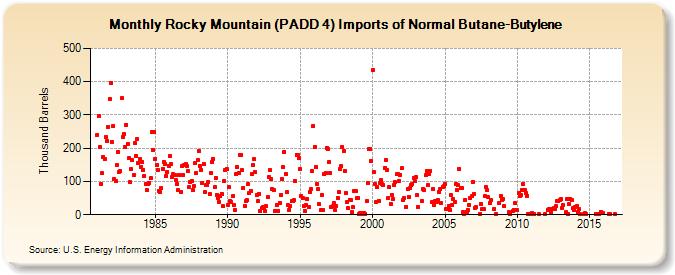 Monthly Rocky Mountain (PADD 4) Imports of Normal Butane-Butylene
Thousand Barrels
500
400
300
200
100
0
1985 1990 1995 2000 2005 2010 2015
Source: U.S. Energy Information Administration